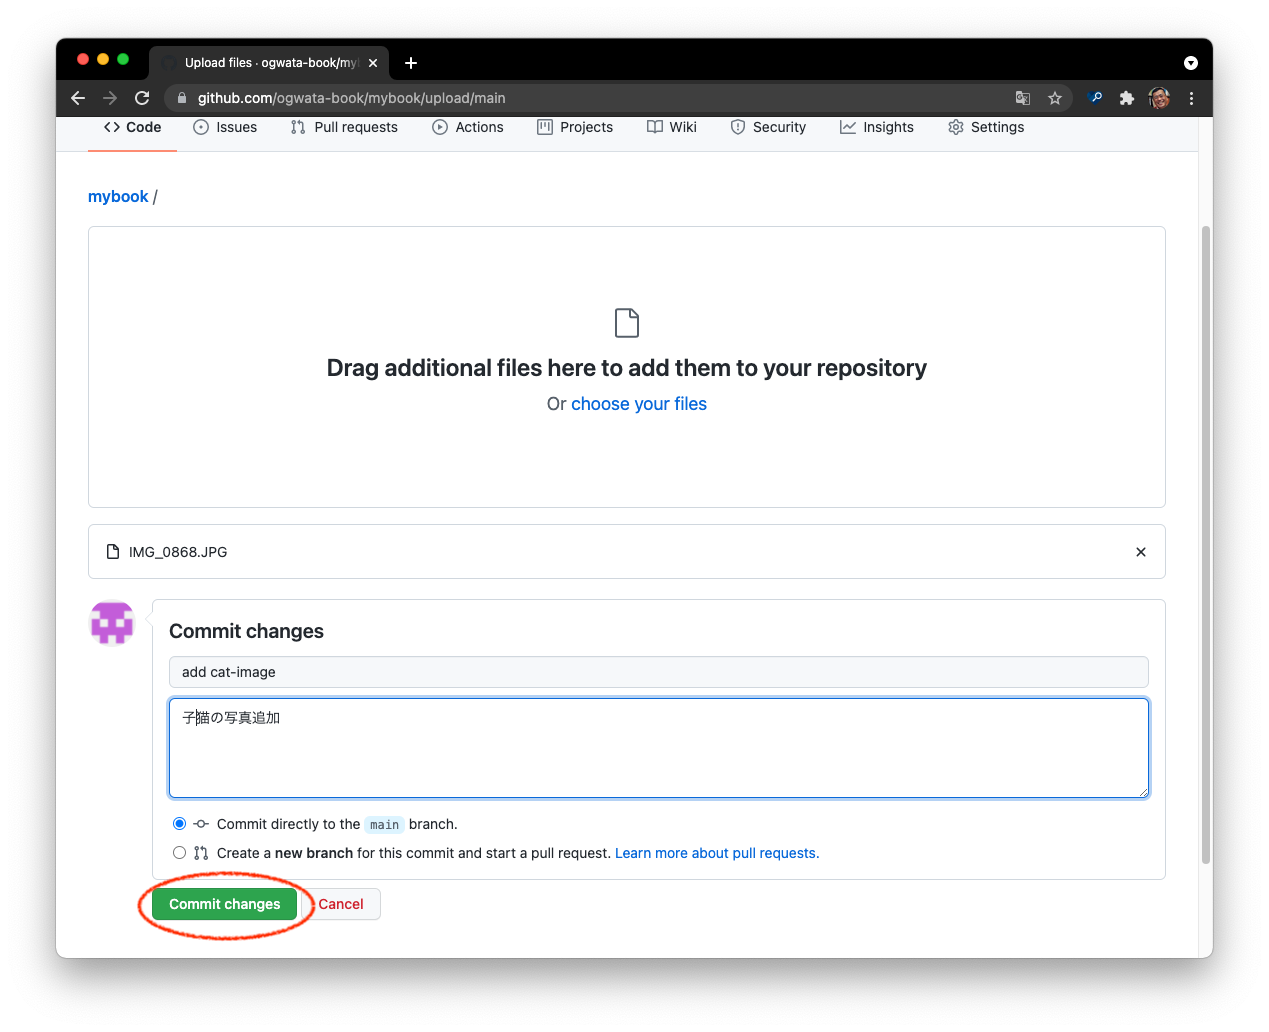 Upload files · ogwata-book/my
github.com/ogwata-book/mybook/upload/main
Code Issues Pull requests Actions Projects Wiki Security Insights Settings
mybook /
Drag additional files here to add them to your repository
Or choose your files
IMG_0868.JPG
Commit changes
add cat-image
子猫の写真追加
Commit directly to the main branch.
Create a new branch for this commit and start a pull request. Learn more about pull requests.
Commit changes Cancel